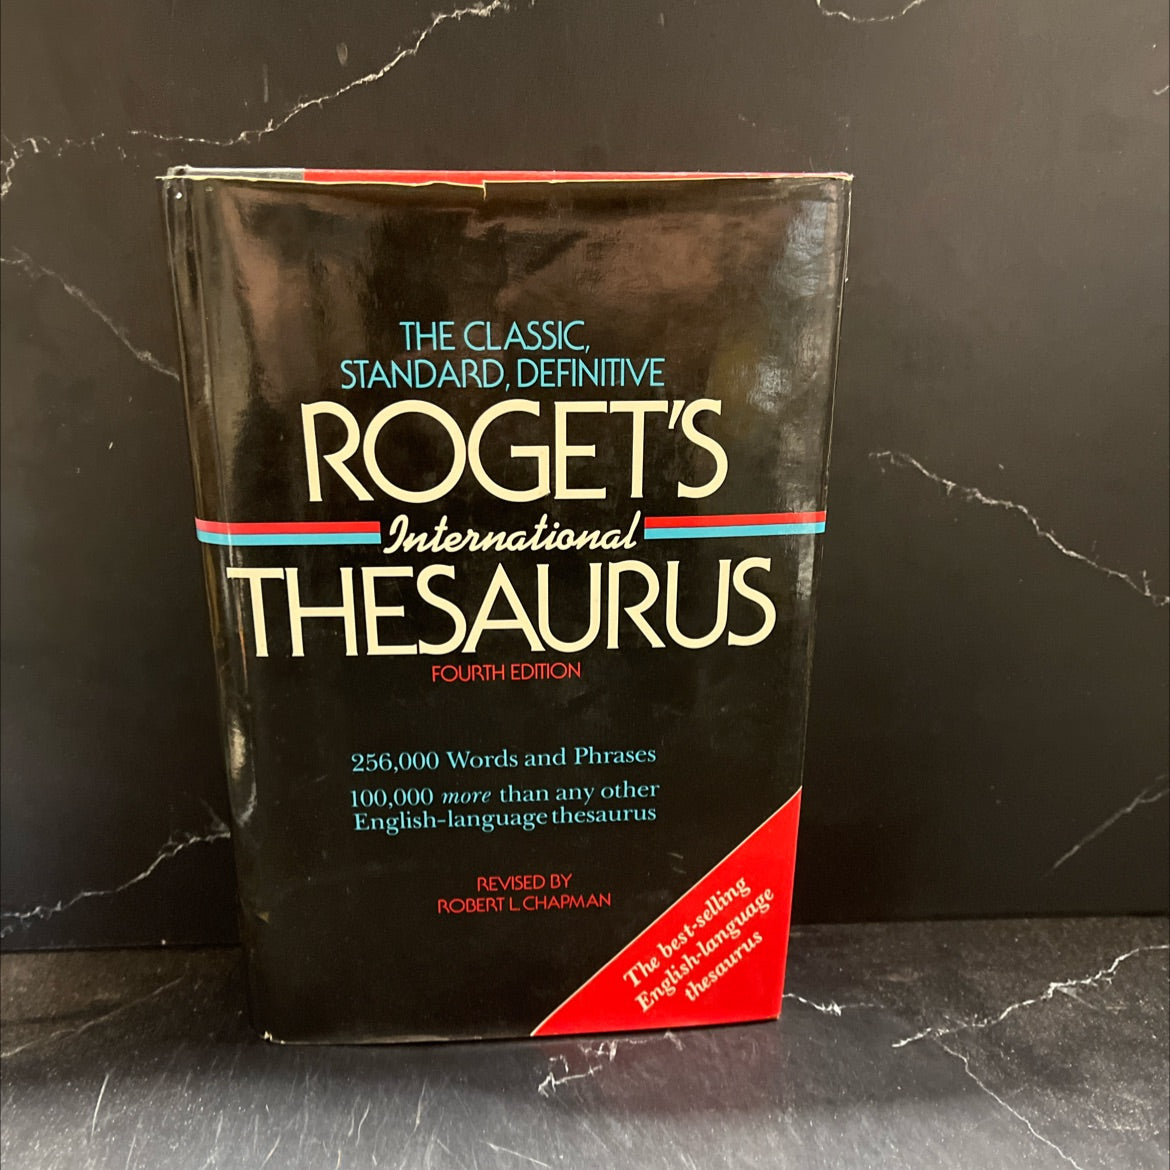 THE CLASSIC,
STANDARD, DEFINITIVE
ROGET'S
International
THESAURUS
FOURTH EDITION
256,000 Words and Phrases
100,000 more than any other
English-language thesaurus
REVISED BY
ROBERT L. CHAPMAN
The best-selling
English-language
thesaurus